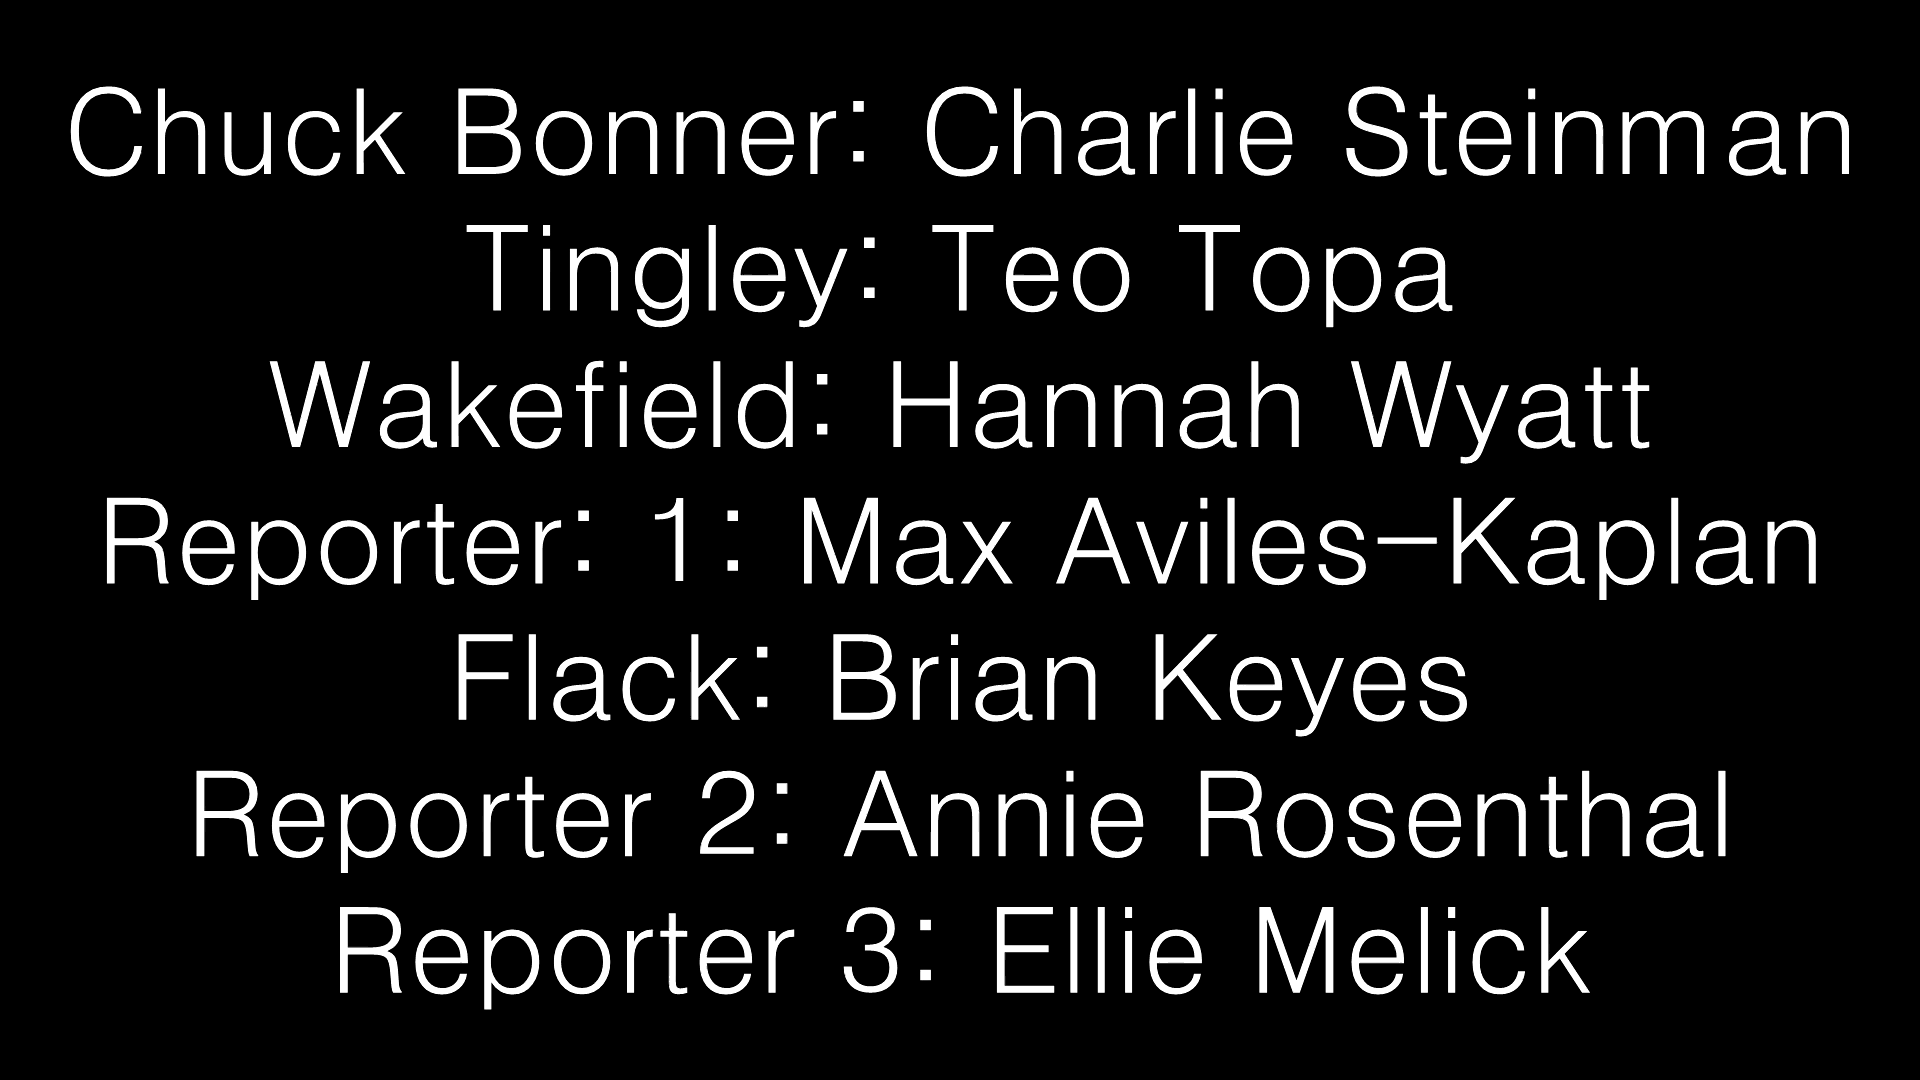 Chuck Bonner: Charlie Steinman
Tingley: Teo Topa
Wakefield: Hannah Wyatt
Reporter: 1: Max Aviles-Kaplan
Flack: Brian Keyes
Reporter 2: Annie Rosenthal
Reporter 3: Ellie Melick